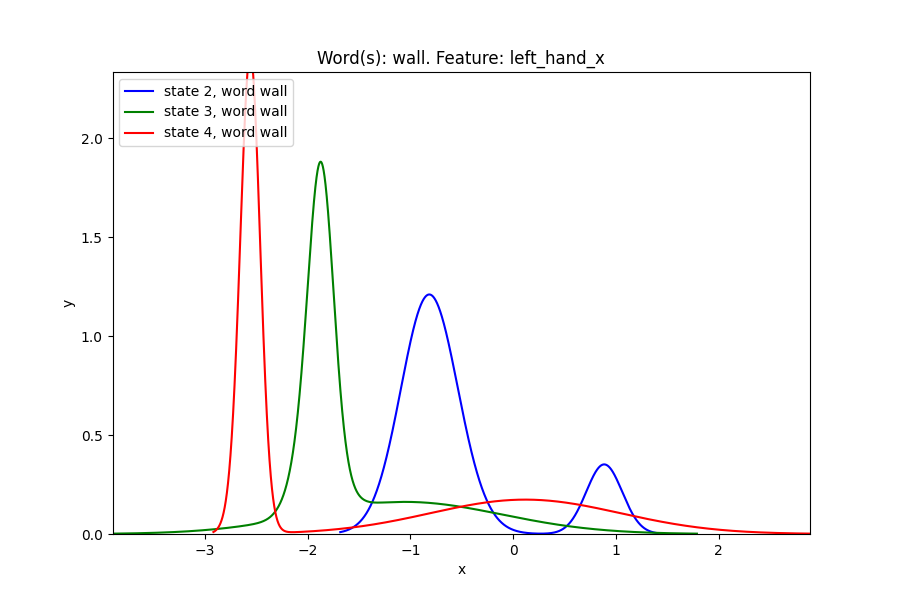 Word(s): wall. Feature: left_hand_x
state 2, word wall
state 3, word wall
state 4, word wall
2.0
1.5
1.0
0.5
0.0
y
−3 −2 −1 0 1 2
x